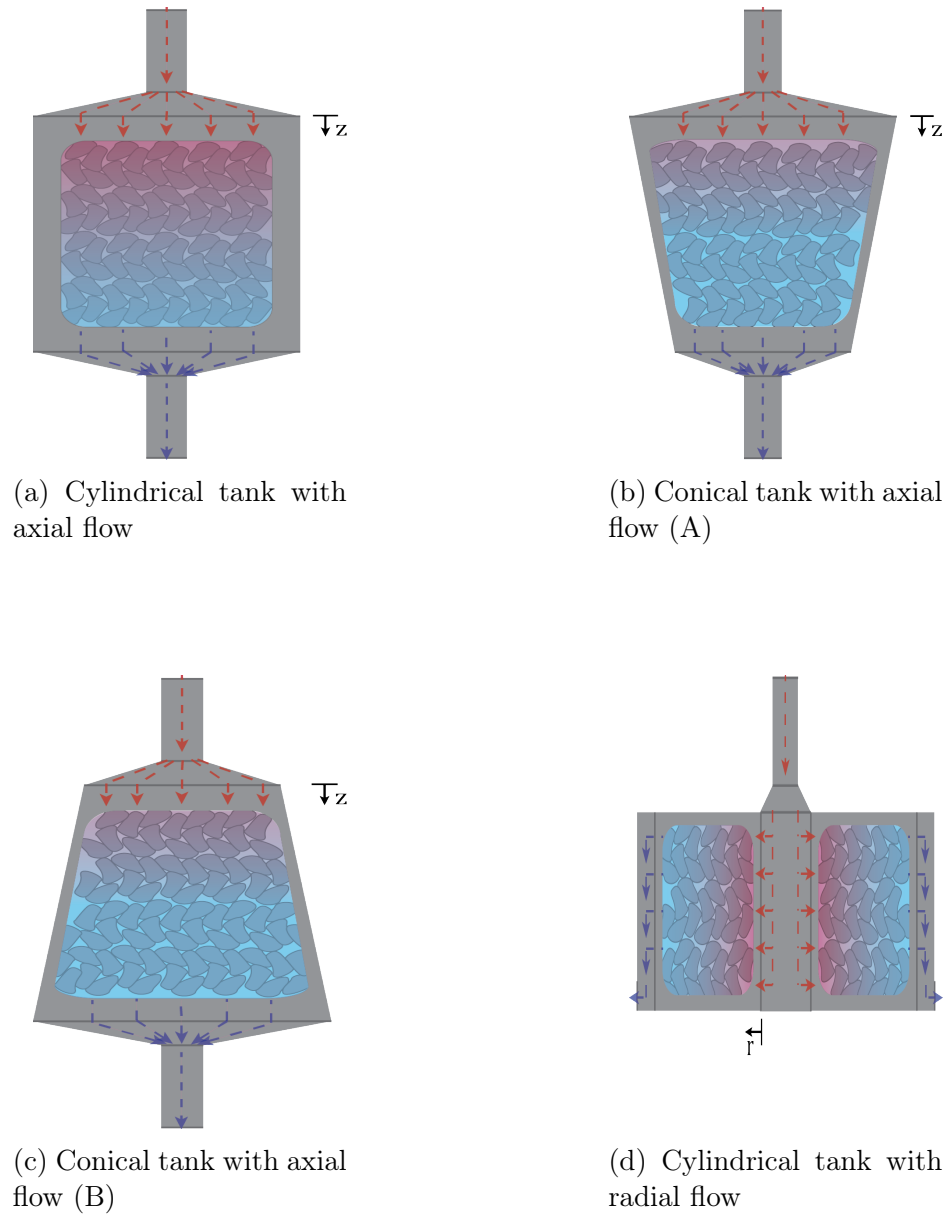 z
z
(a) Cylindrical tank with
axial flow
(b) Conical tank with axial
flow (A)
z
r
(c) Conical tank with axial
flow (B)
(d) Cylindrical tank with
radial flow